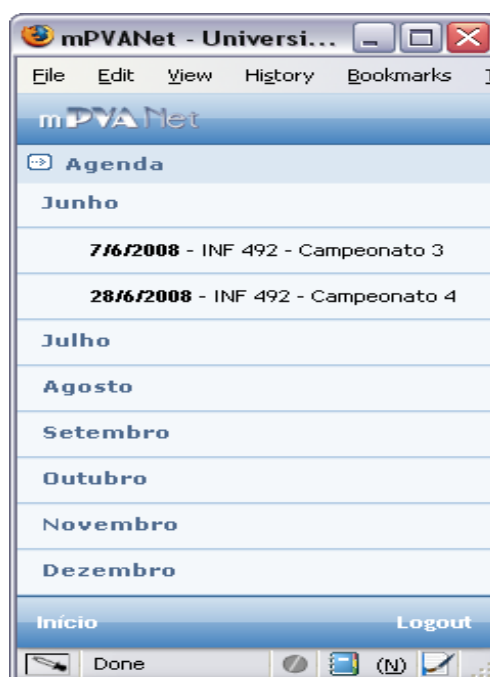 mPVANet - Universi...
File Edit View History Bookmarks
mPVANet
Agenda
Junho
7/6/2008 - INF 492 - Campeonato 3
28/6/2008 - INF 492 - Campeonato 4
Julho
Agosto
Setembro
Outubro
Novembro
Dezembro
Início Logout
Done (N)